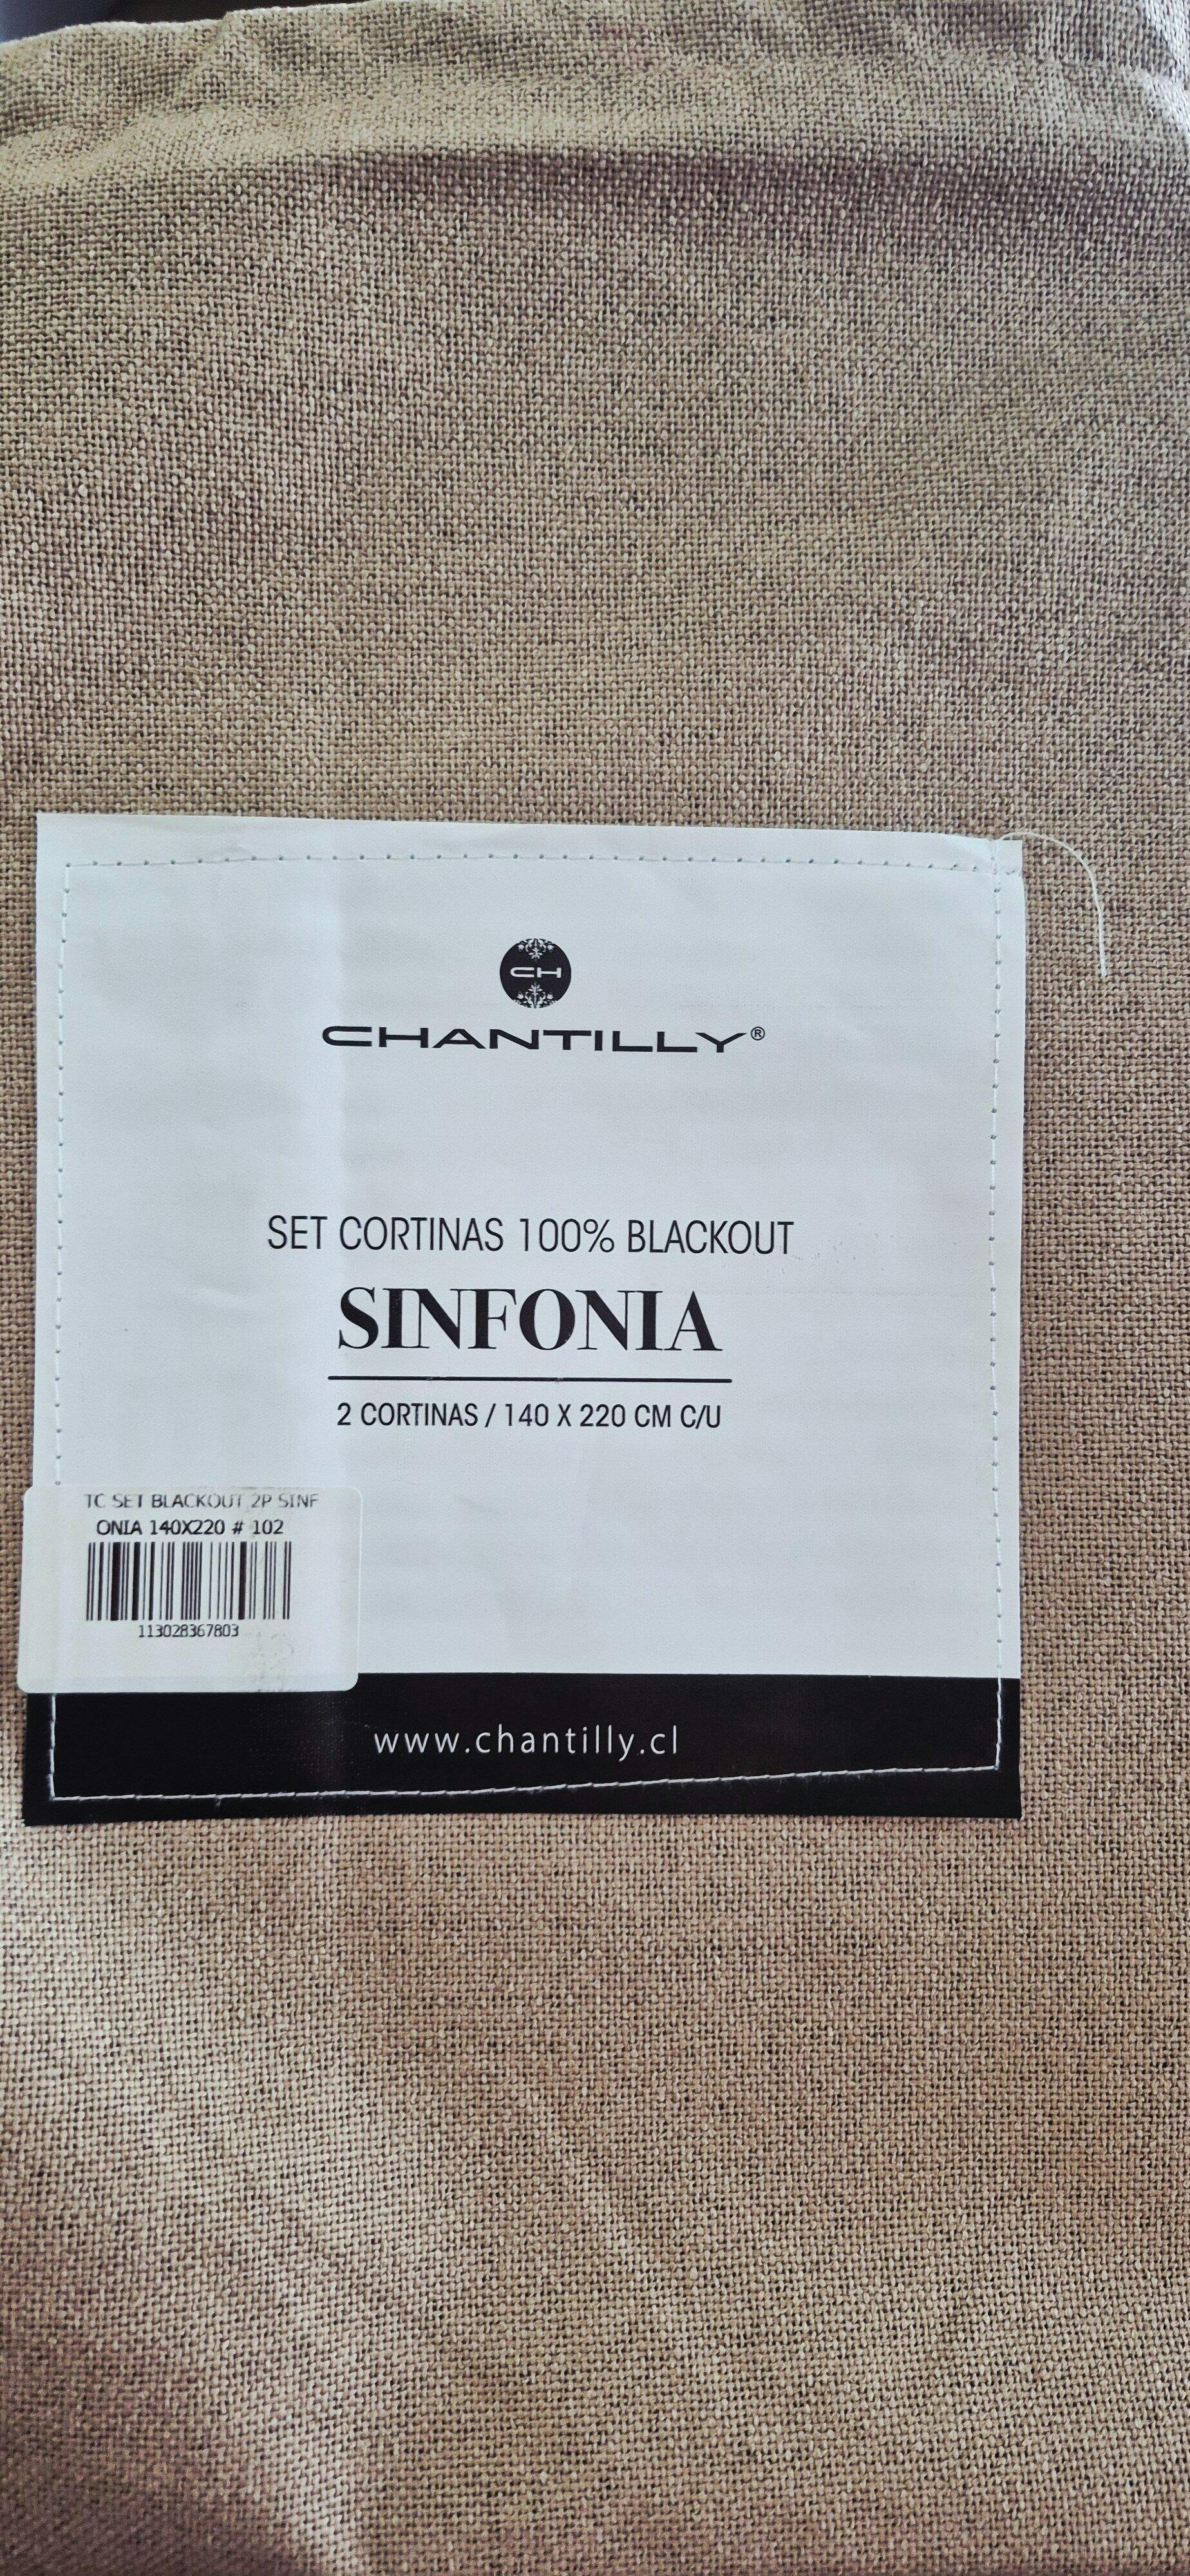 CH
CHANTILLY®
SET CORTINAS 100% BLACKOUT
SINFONIA
2 CORTINAS / 140 X 220 CM C/U
TC SET BLACKOUT 2P SINF
ONIA 140X220 # 102
113028367803
www.chantilly.cl